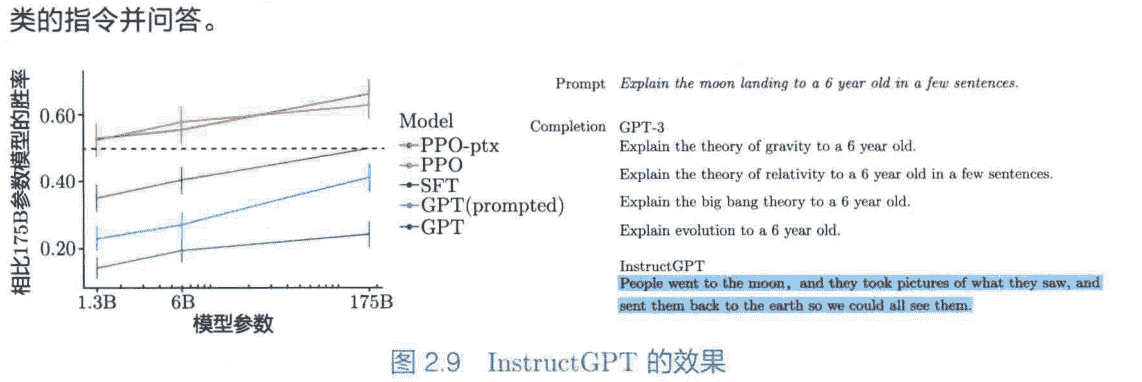 类的指令并问答。
相比175B参数模型的胜率
0.60
0.40
0.20
1.3B
6B
175B
模型参数
Model
PPO-ptx
PPO
SFT
GPT(prompted)
GPT
Prompt Explain the moon landing to a 6 year old in a few sentences.
Completion GPT-3
Explain the theory of gravity to a 6 year old.
Explain the theory of relativity to a 6 year old in a few sentences.
Explain the big bang theory to a 6 year old.
Explain evolution to a 6 year old.
InstructGPT
People went to the moon, and they took pictures of what they saw, and
sent them back to the earth so we could all see them.
图 2.9 InstructGPT 的效果